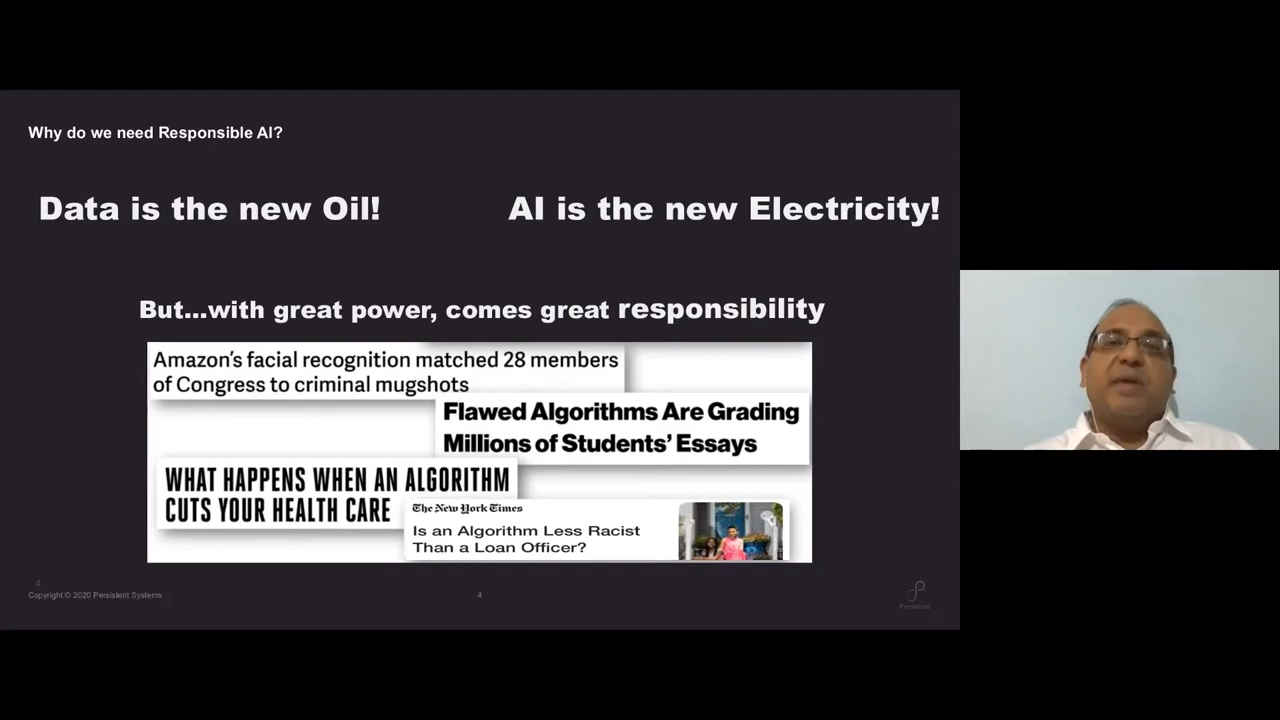 Why do we need Responsible AI?
Data is the new Oil!
AI is the new Electricity!
But...with great power, comes great responsibility
Amazon's facial recognition matched 28 members
of Congress to criminal mugshots
Flawed Algorithms Are Grading
Millions of Students' Essays
WHAT HAPPENS WHEN AN ALGORITHM
CUTS YOUR HEALTH CARE
The New York Times
Is an Algorithm Less Racist
Than a Loan Officer?
4
Copyright © 2020 Persistent Systems
4
Persistent